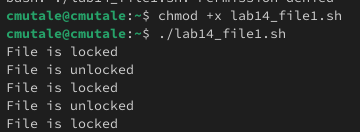 bash: ./lab14_file1.sh: Permission denied
cmutale@cmutale:~$ chmod +x lab14_file1.sh
cmutale@cmutale:~$ ./lab14_file1.sh
File is locked
File is unlocked
File is locked
File is unlocked
File is locked